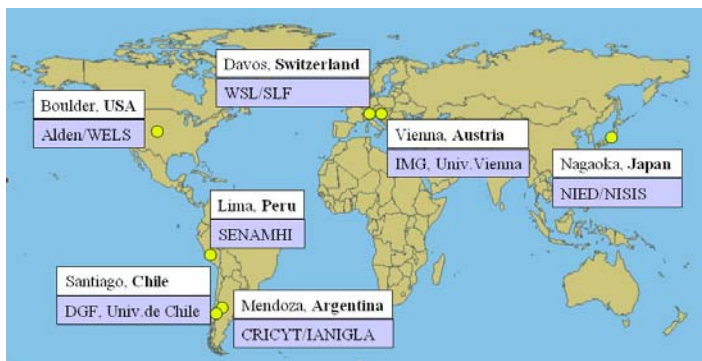 Davos, Switzerland
WSL/SLF
Boulder, USA
Alden/WELS
Vienna, Austria
IMG, Univ.Vienna
Nagaoka, Japan
NIED/NISIS
Lima, Peru
SENAMHI
Santiago, Chile
DGF, Univ.de Chile
Mendoza, Argentina
CRICYT/IANIGLA